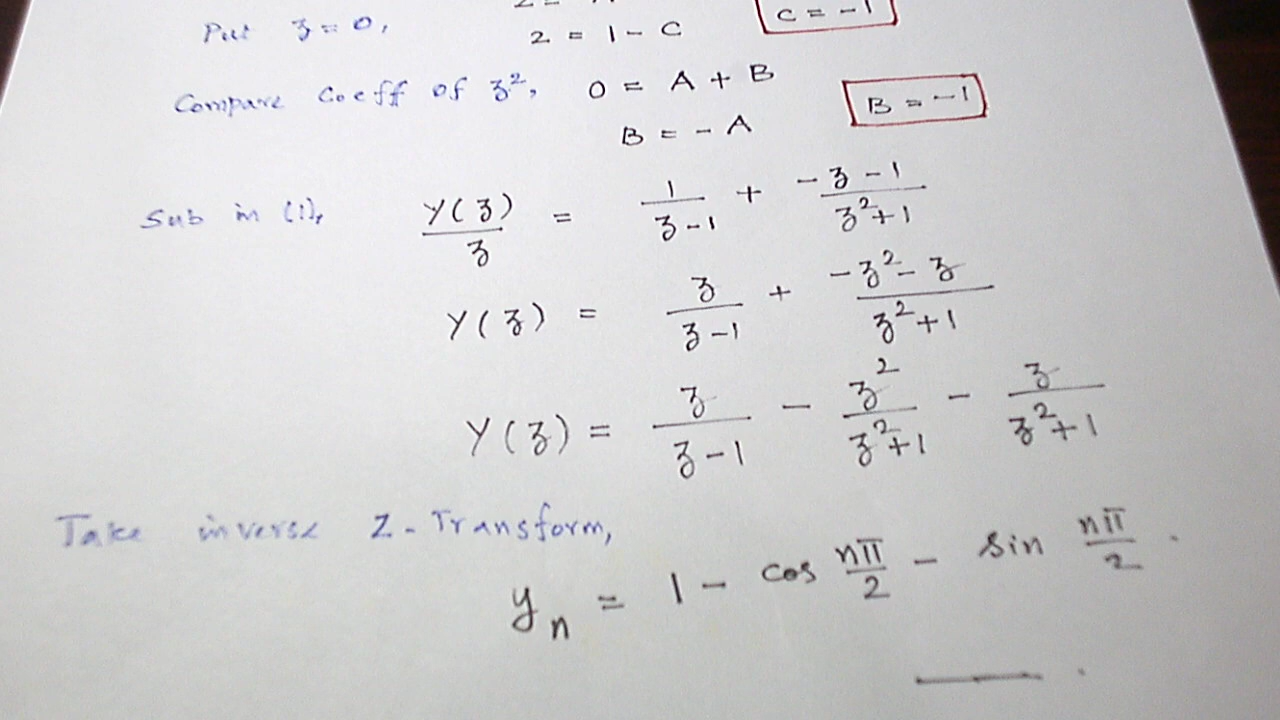 Put z = 0,
2 = 1 - C
C = -1
Compare Coeff of z², 0 = A + B
B = - A
B = -1
Sub in (1), Y(z)/z = 1/(z-1) + (-z-1)/(z²+1)
Y(z) = z/(z-1) + (-z²-z)/(z²+1)
Y(z) = z/(z-1) - z²/(z²+1) - z/(z²+1)
Take inverse Z-Transform,
yₙ = 1 - cos nπ/2 - sin nπ/2 .